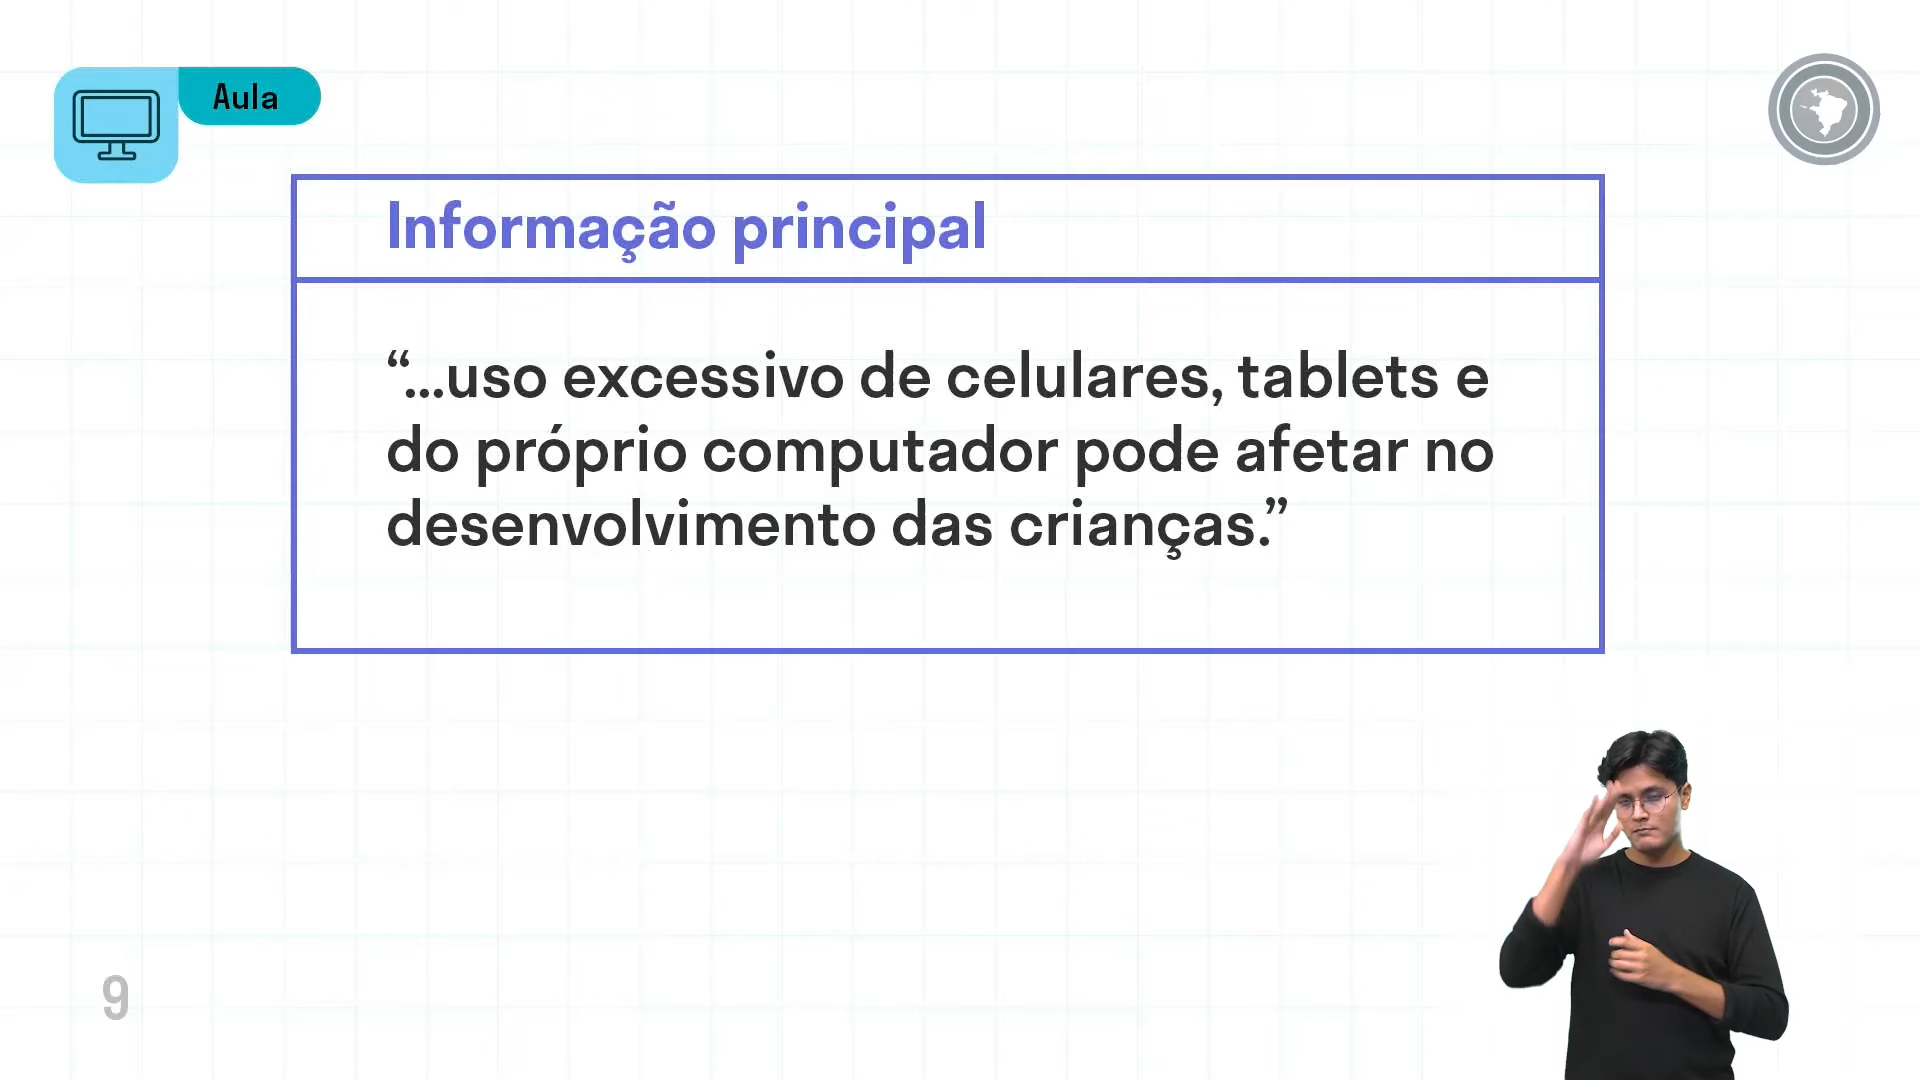 Aula
Informação principal
“...uso excessivo de celulares, tablets e
do próprio computador pode afetar no
desenvolvimento das crianças.”
9